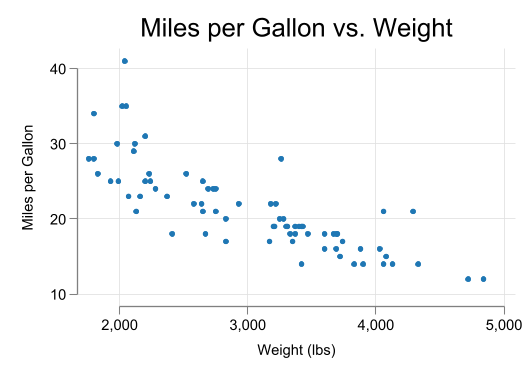 Miles per Gallon vs. Weight
40
30
20
10
Miles per Gallon
2,000 3,000 4,000 5,000
Weight (lbs)